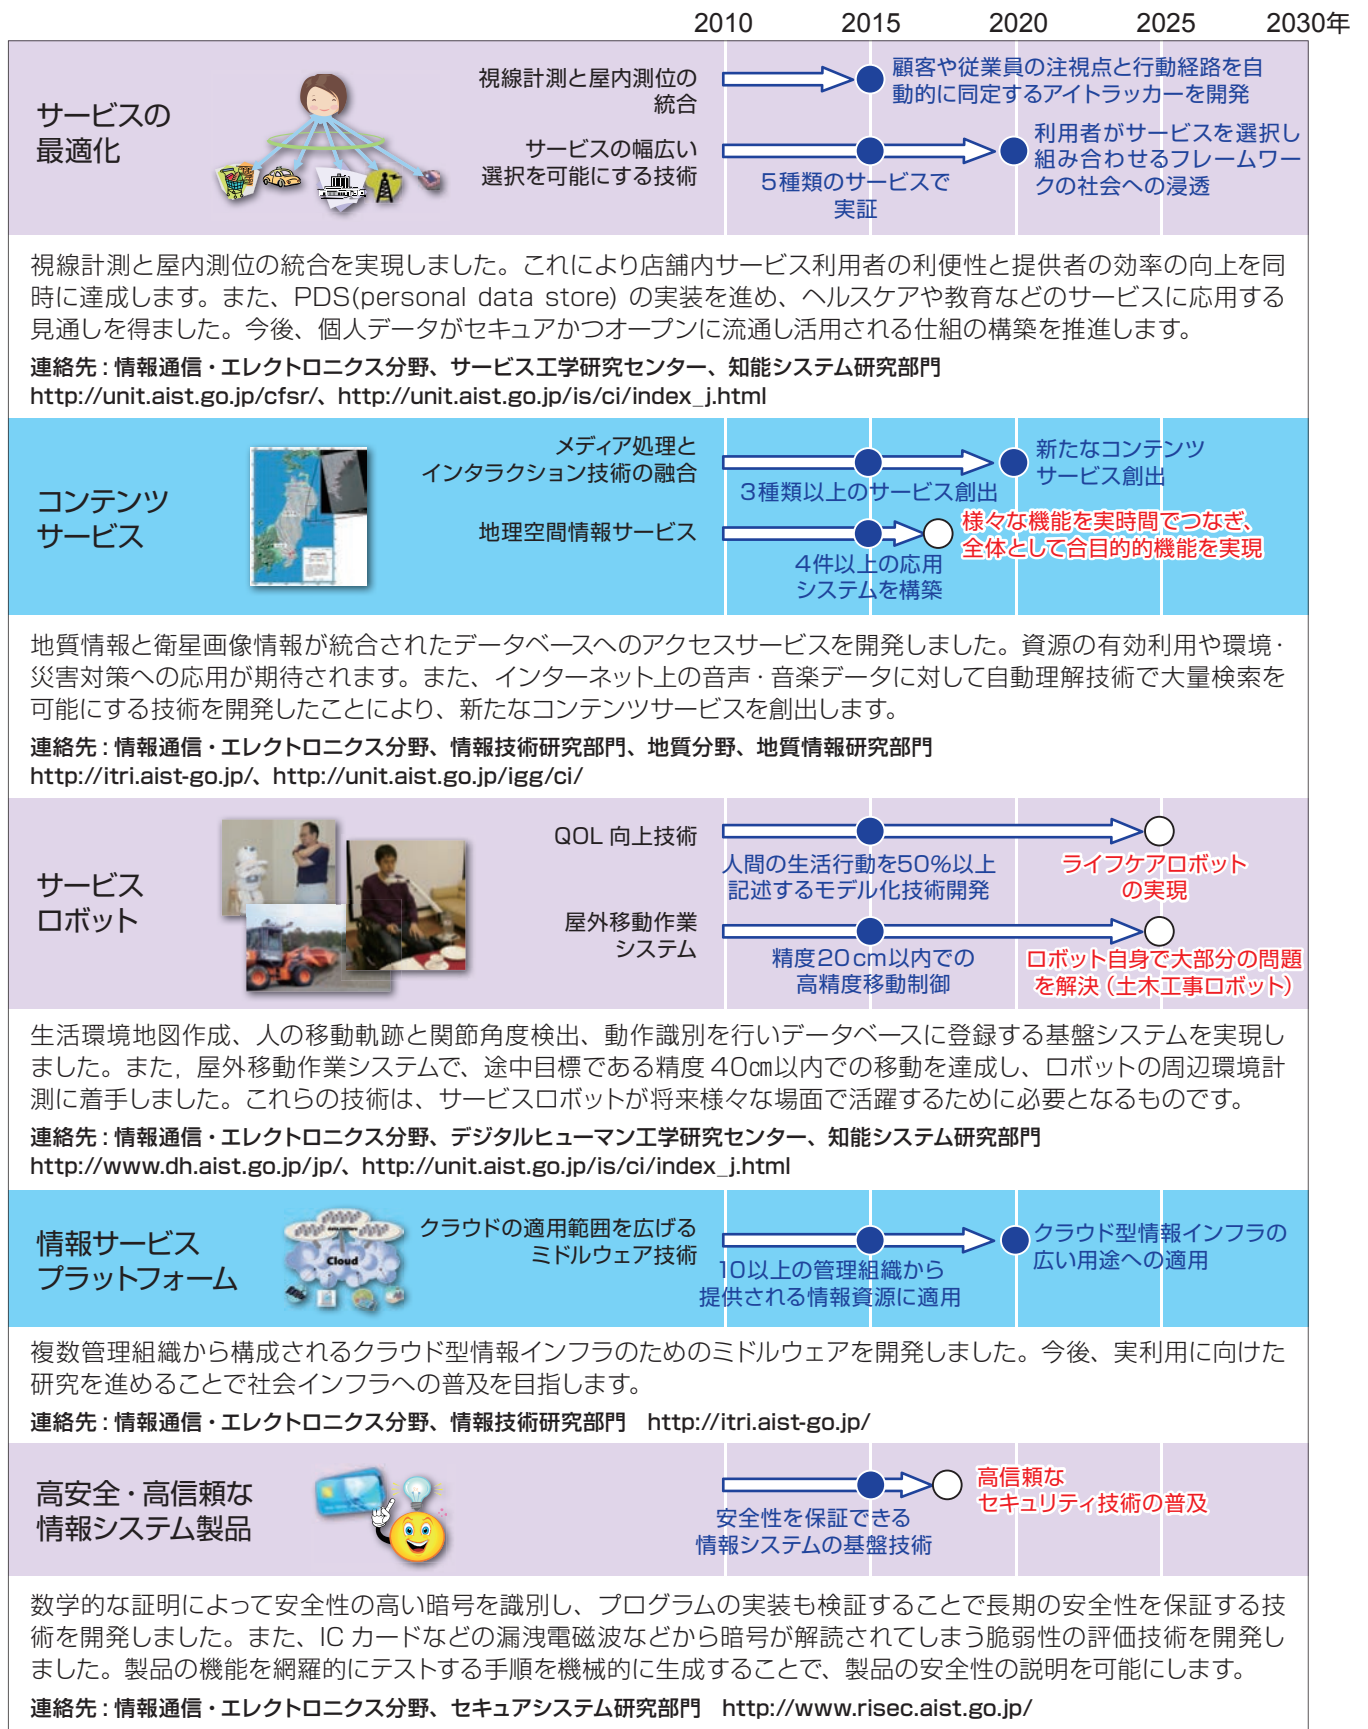 2010 2015 2020 2025 2030年
サービスの
最適化
視線計測と屋内測位の
統合
顧客や従業員の注視点と行動経路を自
動的に同定するアイトラッカーを開発
サービスの幅広い
選択を可能にする技術
5種類のサービスで
実証
利用者がサービスを選択し
組み合わせるフレームワー
クの社会への浸透
視線計測と屋内測位の統合を実現しました。これにより店舗内サービス利用者の利便性と提供者の効率の向上を同
時に達成します。また、PDS(personal data store) の実装を進め、ヘルスケアや教育などのサービスに応用する
見通しを得ました。今後、個人データがセキュアかつオープンに流通し活用される仕組の構築を推進します。
連絡先 : 情報通信・エレクトロニクス分野、サービス工学研究センター、知能システム研究部門
http://unit.aist.go.jp/cfsr/、http://unit.aist.go.jp/is/ci/index_j.html
コンテンツ
サービス
メディア処理と
インタラクション技術の融合
3種類以上のサービス創出
新たなコンテンツ
サービス創出
地理空間情報サービス
4件以上の応用
システムを構築
様々な機能を実時間でつなぎ、
全体として合目的的機能を実現
地質情報と衛星画像情報が統合されたデータベースへのアクセスサービスを開発しました。資源の有効利用や環境・
災害対策への応用が期待されます。また、インターネット上の音声・音楽データに対して自動理解技術で大量検索を
可能にする技術を開発したことにより、新たなコンテンツサービスを創出します。
連絡先 : 情報通信・エレクトロニクス分野、情報技術研究部門、地質分野、地質情報研究部門
http://itri.aist-go.jp/、http://unit.aist.go.jp/igg/ci/
サービス
ロボット
QOL 向上技術
人間の生活行動を50%以上
記述するモデル化技術開発
ライフケアロボット
の実現
屋外移動作業
システム
精度20cm以内での
高精度移動制御
ロボット自身で大部分の問題
を解決（土木工事ロボット）
生活環境地図作成、人の移動軌跡と関節角度検出、動作識別を行いデータベースに登録する基盤システムを実現し
ました。また，屋外移動作業システムで、途中目標である精度 40㎝以内での移動を達成し、ロボットの周辺環境計
測に着手しました。これらの技術は、サービスロボットが将来様々な場面で活躍するために必要となるものです。
連絡先 : 情報通信・エレクトロニクス分野、デジタルヒューマン工学研究センター、知能システム研究部門
http://www.dh.aist.go.jp/jp/、http://unit.aist.go.jp/is/ci/index_j.html
情報サービス
プラットフォーム
Cloud
クラウドの適用範囲を広げる
ミドルウェア技術
10以上の管理組織から
提供される情報資源に適用
クラウド型情報インフラの
広い用途への適用
複数管理組織から構成されるクラウド型情報インフラのためのミドルウェアを開発しました。今後、実利用に向けた
研究を進めることで社会インフラへの普及を目指します。
連絡先 : 情報通信・エレクトロニクス分野、情報技術研究部門　http://itri.aist-go.jp/
高安全・高信頼な
情報システム製品
安全性を保証できる
情報システムの基盤技術
高信頼な
セキュリティ技術の普及
数学的な証明によって安全性の高い暗号を識別し、プログラムの実装も検証することで長期の安全性を保証する技
術を開発しました。また、IC カードなどの漏洩電磁波などから暗号が解読されてしまう脆弱性の評価技術を開発し
ました。製品の機能を網羅的にテストする手順を機械的に生成することで、製品の安全性の説明を可能にします。
連絡先 : 情報通信・エレクトロニクス分野、セキュアシステム研究部門　http://www.risec.aist.go.jp/